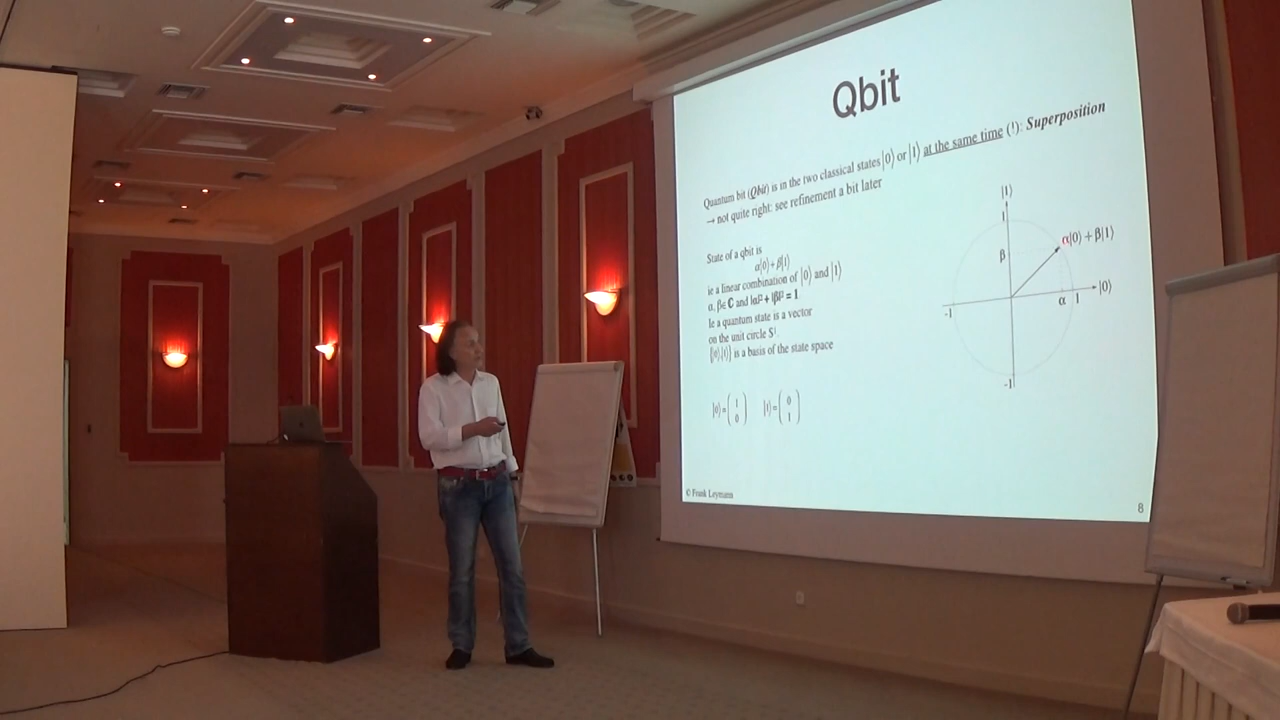 Qbit
Quantum bit (Qbit) is in the two classical states |0⟩ or |1⟩ at the same time (!): Superposition
→ not quite right: see refinement a bit later
State of a qbit is
α|0⟩+β|1⟩
ie a linear combination of |0⟩ and |1⟩
α, β∈ ℂ and |α|² + |β|² = 1
Ie a quantum state is a vector
on the unit circle S¹.
{|0⟩,|1⟩} is a basis of the state space
|0⟩ = (1 0) |1⟩ = (0 1)
|1⟩
1
α|0⟩ + β|1⟩
β
-1 α 1 |0⟩
-1
© Frank Leymann
8